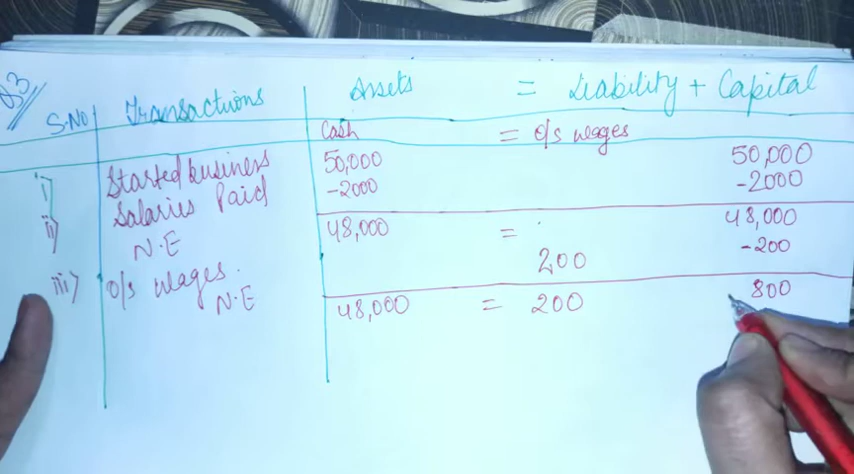 Q3
S.NO Transactions Assets = Liability + Capital
Cash = o/s wages
i) Started business 50,000 50,000
Salaries Paid -2000 -2000
ii) N.E 48,000 = 48,000
200 -200
iii) o/s wages.
N.E 48,000 = 200 800